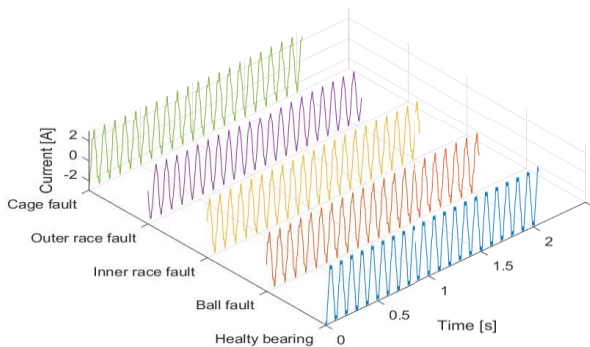 2
0
-2
Current [A]
Cage fault
Outer race fault
Inner race fault
Ball fault
Healty bearing
0
0.5
1
1.5
2
Time [s]